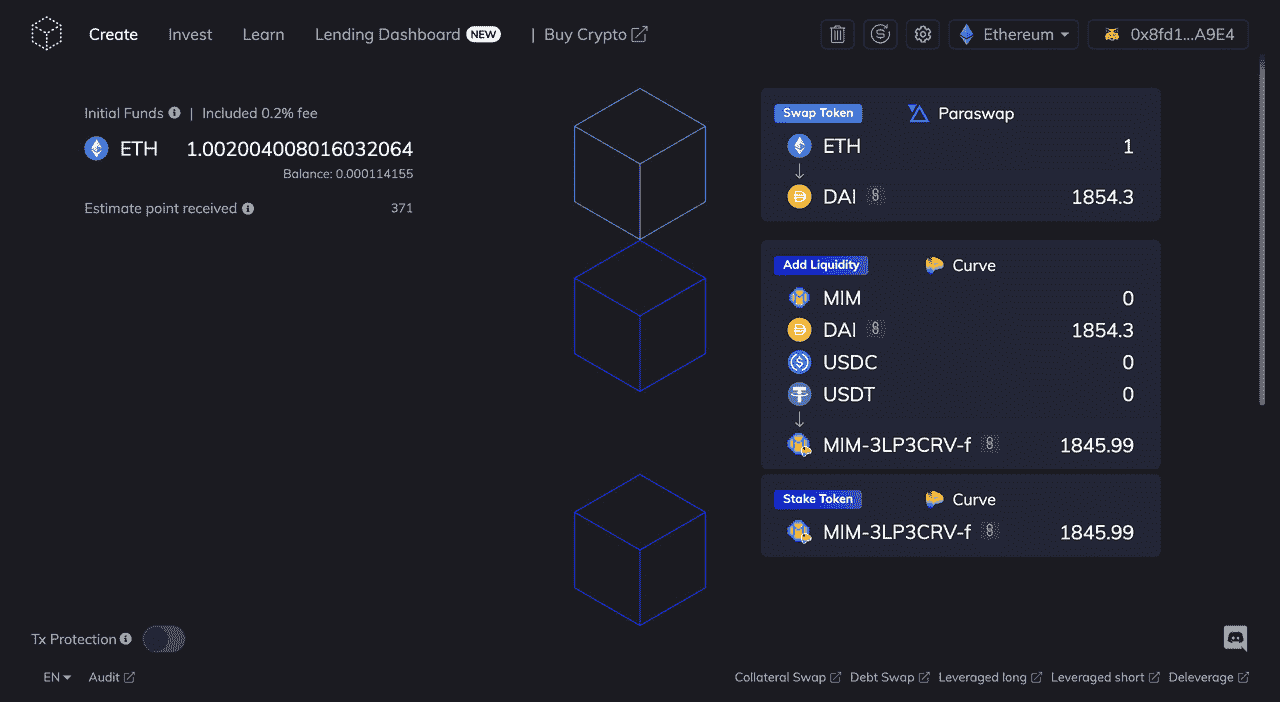 Create Invest Learn Lending Dashboard NEW | Buy Crypto Ethereum 0x8fd1...A9E4
Initial Funds | Included 0.2% fee
ETH 1.002004008016032064
Balance: 0.000114155
Estimate point received 371
Swap Token Paraswap
ETH 1
DAI 1854.3
Add Liquidity Curve
MIM 0
DAI 1854.3
USDC 0
USDT 0
MIM-3LP3CRV-f 1845.99
Stake Token Curve
MIM-3LP3CRV-f 1845.99
Tx Protection
EN Audit Collateral Swap Debt Swap Leveraged long Leveraged short Deleverage